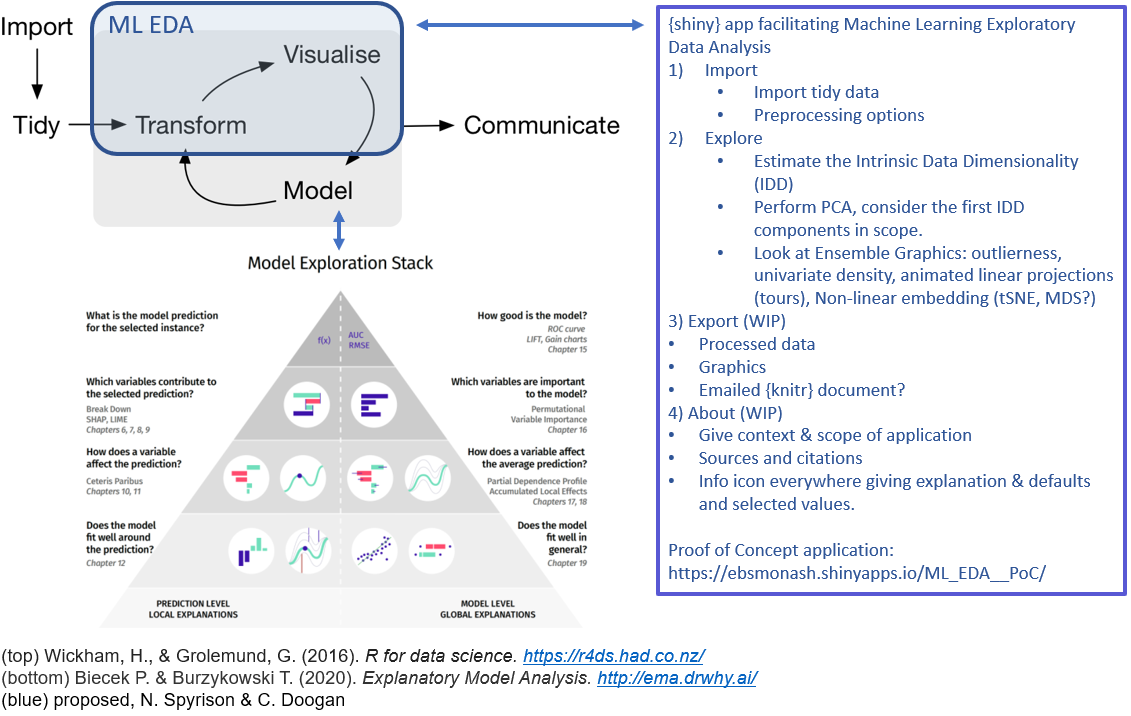 Import
ML EDA
Visualise
Tidy
Transform
Communicate
Model
Model Exploration Stack
What is the model prediction
for the selected instance?
f(x)
AUC
RMSE
How good is the model?
ROC curve
LIFT, Gain charts
Chapter 15
Which variables contribute to
the selected prediction?
Break Down
SHAP, LIME
Chapters 6, 7, 8, 9
Which variables are important
to the model?
Permutational
Variable Importance
Chapter 16
How does a variable
affect the prediction?
Ceteris Paribus
Chapters 10, 11
How does a variable affect
the average prediction?
Partial Dependence Profile
Accumulated Local Effects
Chapters 17, 18
Does the model
fit well around
the prediction?
Chapter 12
Does the model
fit well in
general?
Chapter 19
PREDICTION LEVEL
LOCAL EXPLANATIONS
MODEL LEVEL
GLOBAL EXPLANATIONS
{shiny} app facilitating Machine Learning Exploratory
Data Analysis
1) Import
• Import tidy data
• Preprocessing options
2) Explore
• Estimate the Intrinsic Data Dimensionality
(IDD)
• Perform PCA, consider the first IDD
components in scope.
• Look at Ensemble Graphics: outlierness,
univariate density, animated linear projections
(tours), Non-linear embedding (tSNE, MDS?)
3) Export (WIP)
• Processed data
• Graphics
• Emailed {knitr} document?
4) About (WIP)
• Give context & scope of application
• Sources and citations
• Info icon everywhere giving explanation & defaults
and selected values.
Proof of Concept application:
https://ebsmonash.shinyapps.io/ML_EDA__PoC/
(top) Wickham, H., & Grolemund, G. (2016). R for data science. https://r4ds.had.co.nz/
(bottom) Biecek P. & Burzykowski T. (2020). Explanatory Model Analysis. http://ema.drwhy.ai/
(blue) proposed, N. Spyrison & C. Doogan